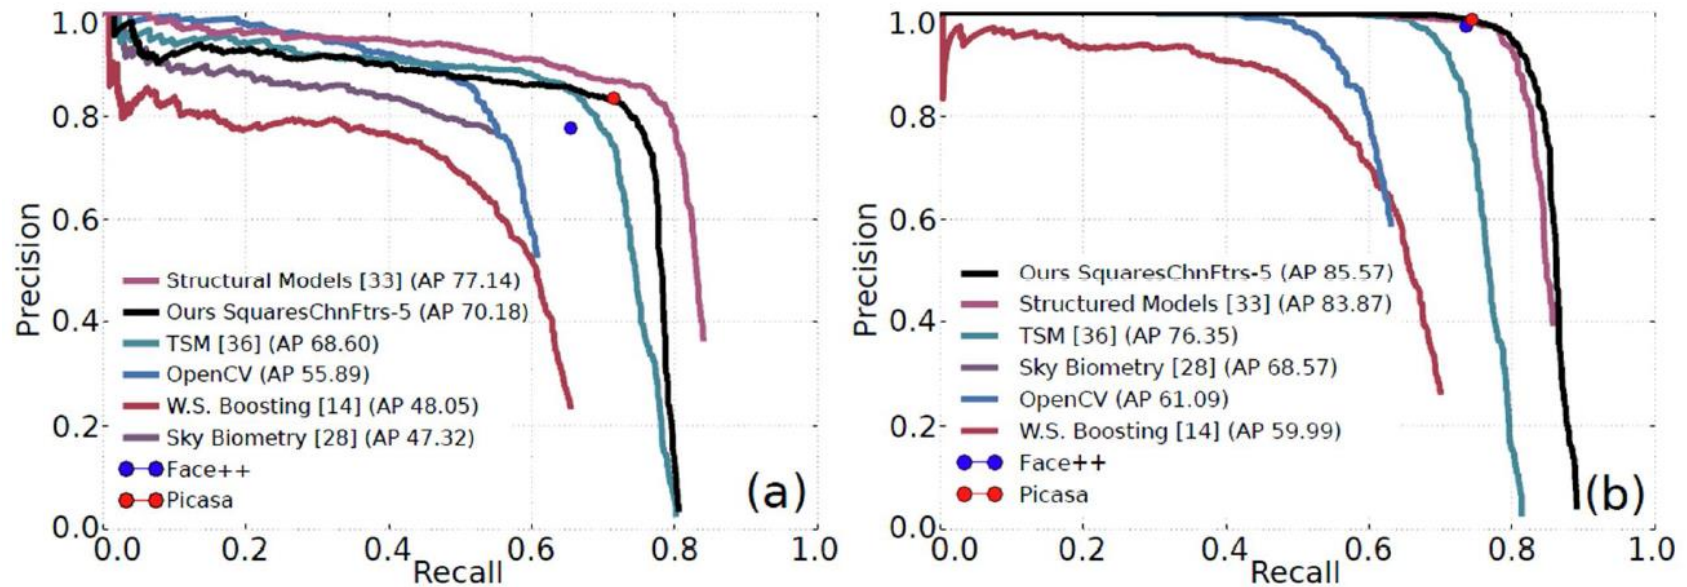 1.0
0.8
0.6
0.4
0.2
0.0
Precision
Structural Models [33] (AP 77.14)
Ours SquaresChnFtrs-5 (AP 70.18)
TSM [36] (AP 68.60)
OpenCV (AP 55.89)
W.S. Boosting [14] (AP 48.05)
Sky Biometry [28] (AP 47.32)
Face++
Picasa
(a)
0.0 0.2 0.4 0.6 0.8 1.0
Recall
1.0
0.8
0.6
0.4
0.2
0.0
Precision
Ours SquaresChnFtrs-5 (AP 85.57)
Structured Models [33] (AP 83.87)
TSM [36] (AP 76.35)
Sky Biometry [28] (AP 68.57)
OpenCV (AP 61.09)
W.S. Boosting [14] (AP 59.99)
Face++
Picasa
(b)
0.0 0.2 0.4 0.6 0.8 1.0
Recall